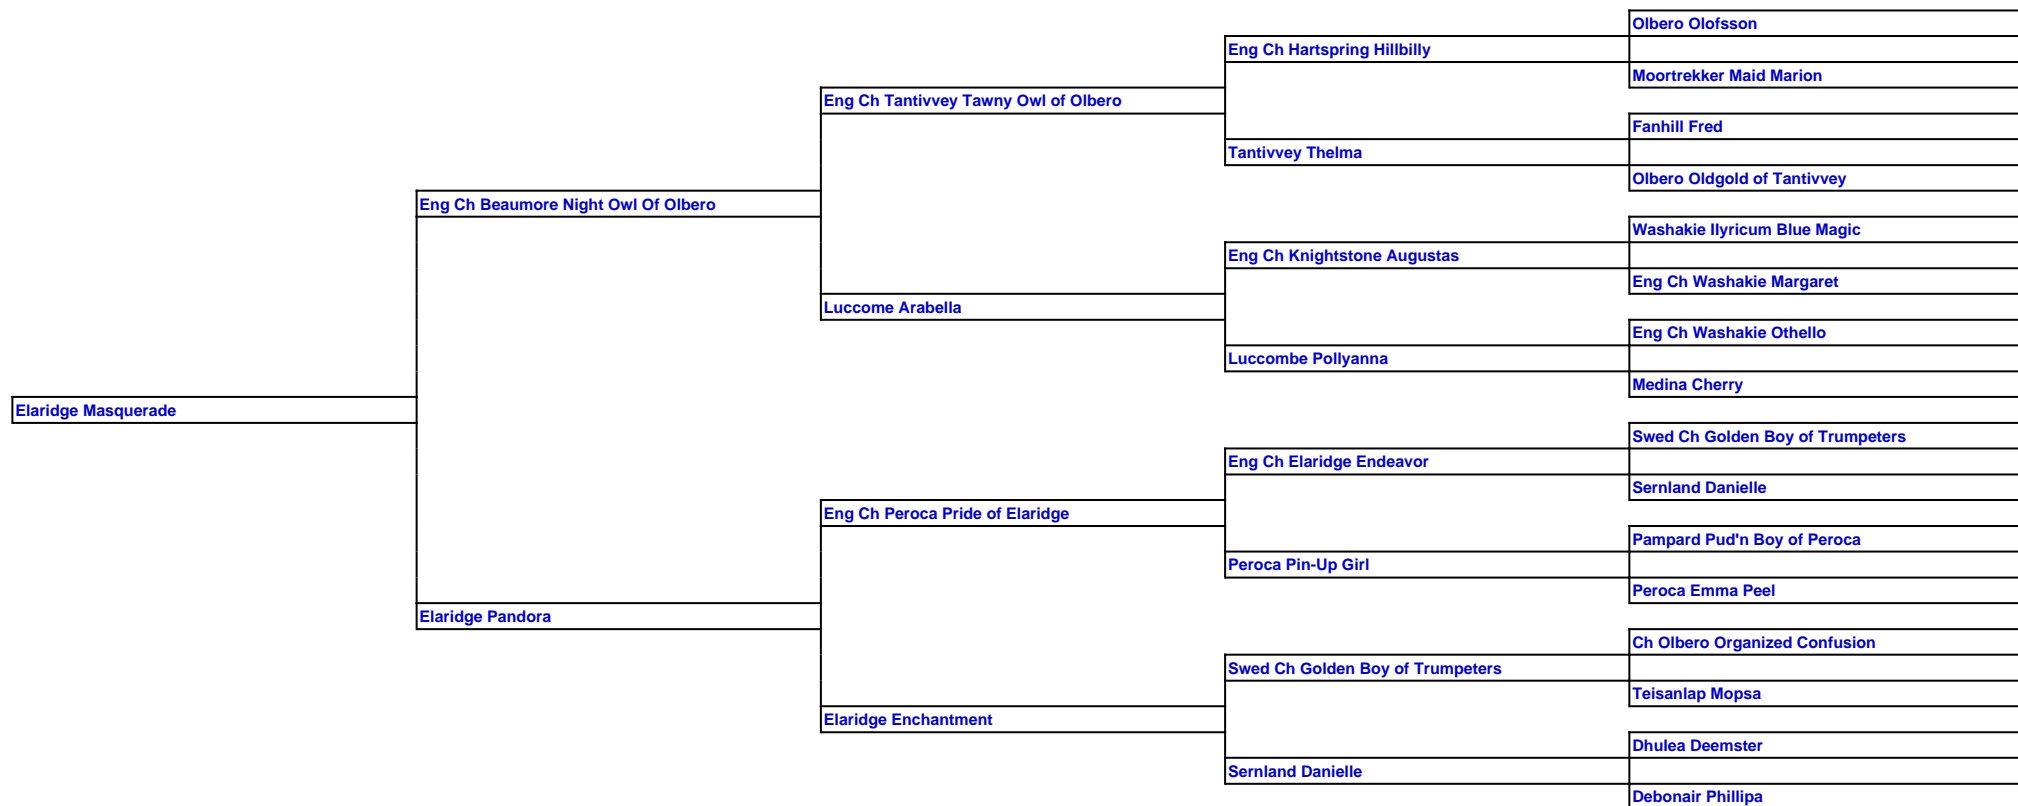 Olbero Olofsson
Eng Ch Hartspring Hillbilly
Moortrekker Maid Marion
Eng Ch Tantivvey Tawny Owl of Olbero
Fanhill Fred
Tantivvey Thelma
Olbero Oldgold of Tantivvey
Eng Ch Beaumore Night Owl Of Olbero
Washakie Ilyricum Blue Magic
Eng Ch Knightstone Augustas
Eng Ch Washakie Margaret
Luccome Arabella
Eng Ch Washakie Othello
Luccombe Pollyanna
Medina Cherry
Elaridge Masquerade
Swed Ch Golden Boy of Trumpeters
Eng Ch Elaridge Endeavor
Sernland Danielle
Eng Ch Peroca Pride of Elaridge
Pampard Pud'n Boy of Peroca
Peroca Pin-Up Girl
Peroca Emma Peel
Elaridge Pandora
Ch Olbero Organized Confusion
Swed Ch Golden Boy of Trumpeters
Teisanlap Mopsa
Elaridge Enchantment
Dhulea Deemster
Sernland Danielle
Debonair Phillipa